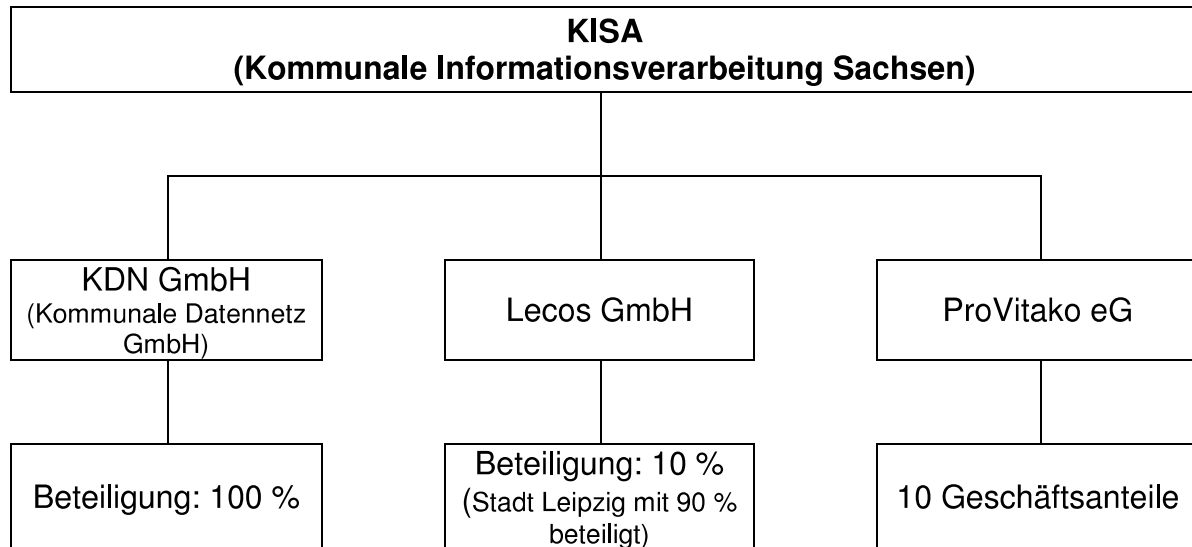 KISA
(Kommunale Informationsverarbeitung Sachsen)
KDN GmbH
(Kommunale Datennetz
GmbH)
Lecos GmbH
ProVitako eG
Beteiligung: 100 %
Beteiligung: 10 %
(Stadt Leipzig mit 90 %
beteiligt)
10 Geschäftsanteile